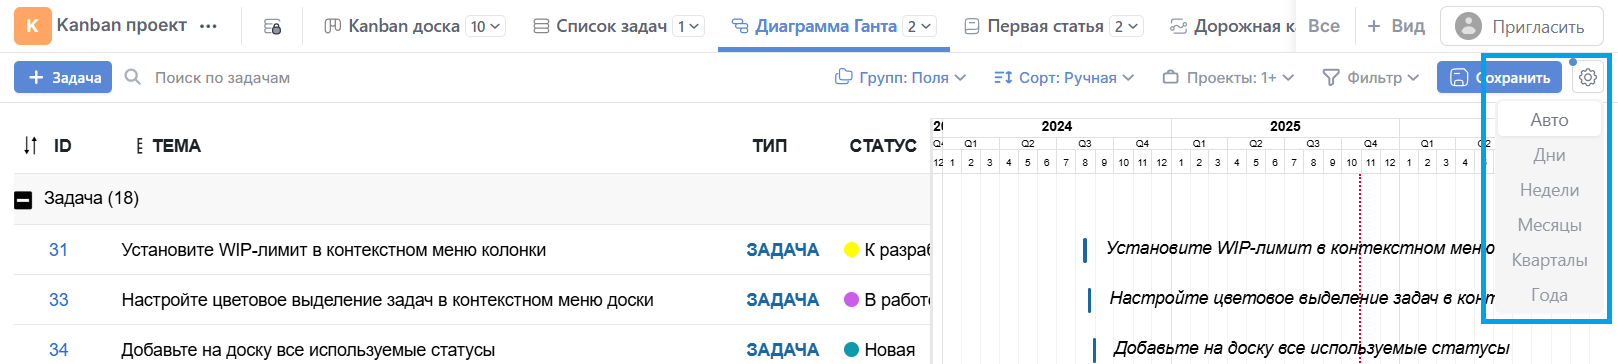 K Kanban проект ••• Kanban доска 10 Список задач 1 Диаграмма Ганта 2 Первая статья 2 Дорожная Все + Вид Пригласить
+ Задача Поиск по задачам Групп: Поля Сорт: Ручная Проекты: 1+ Фильтр Сохранить
Авто
Дни
Недели
Месяцы
Кварталы
Года
ID ТЕМА ТИП СТАТУС
2024 2025
Q1 Q2 Q3 Q4 Q1 Q2 Q3 Q4 Q1
12 1 2 3 4 5 6 7 8 9 10 11 12 1 2 3 4 5 6 7 8 9 10 11 12 1 2 3 4
Задача (18)
31 Установите WIP-лимит в контекстном меню колонки ЗАДАЧА К Установите WIP-лимит в контекстном меню
33 Настройте цветовое выделение задач в контекстном меню доски ЗАДАЧА В работе Настройте цветовое выделение задач в
34 Добавьте на доску все используемые статусы ЗАДАЧА Новая Добавьте на доску все используемые статусы